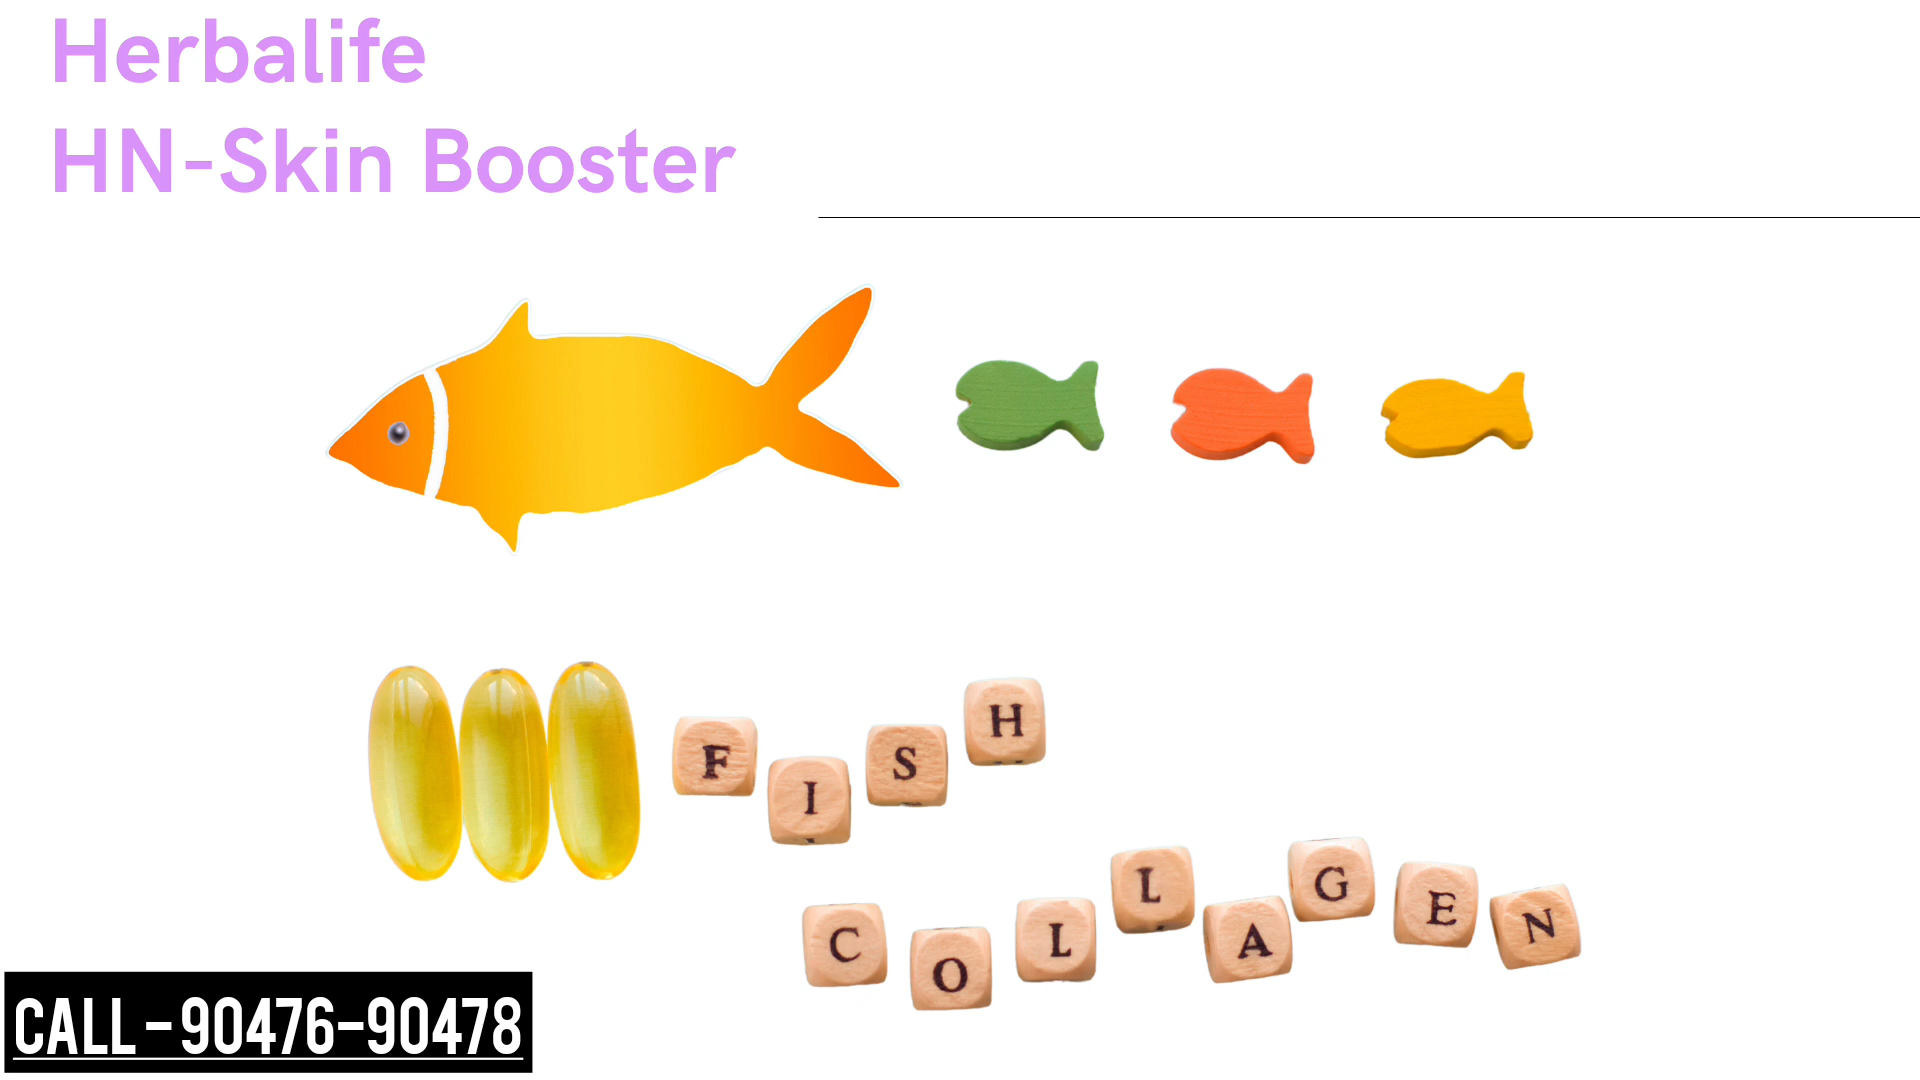 Herbalife
HN-Skin Booster
FISH
COLLAGEN
CALL-90476-90478